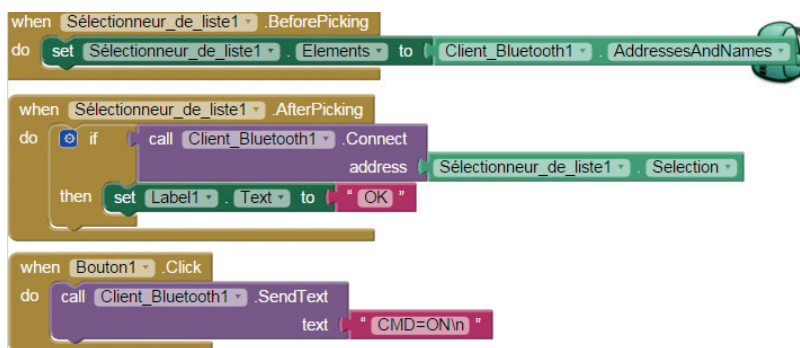 when Sélectionneur_de_liste1 .BeforePicking
do set Sélectionneur_de_liste1 . Elements to Client_Bluetooth1 . AddressesAndNames
when Sélectionneur_de_liste1 .AfterPicking
do if call Client_Bluetooth1 .Connect
address Sélectionneur_de_liste1 . Selection
then set Label1 . Text to " OK "
when Bouton1 .Click
do call Client_Bluetooth1 .SendText
text " CMD=ON\n "